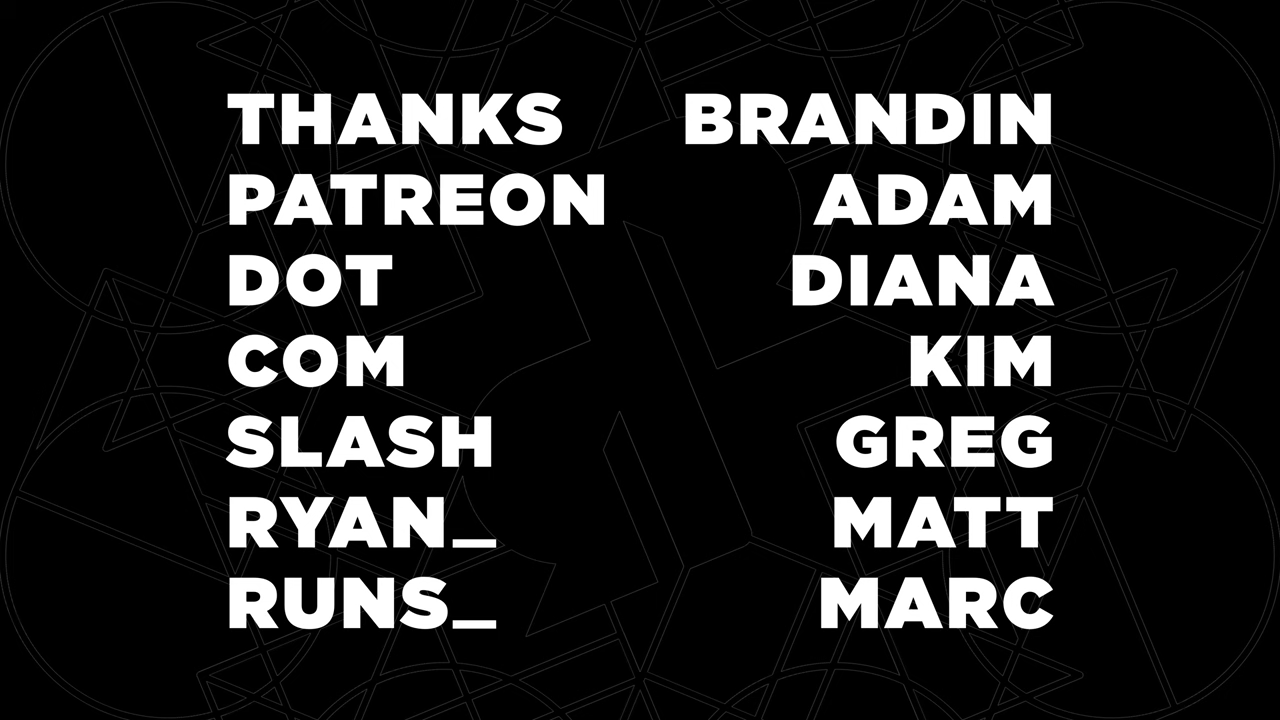 THANKS
PATREON
DOT
COM
SLASH
RYAN_
RUNS_
BRANDIN
ADAM
DIANA
KIM
GREG
MATT
MARC